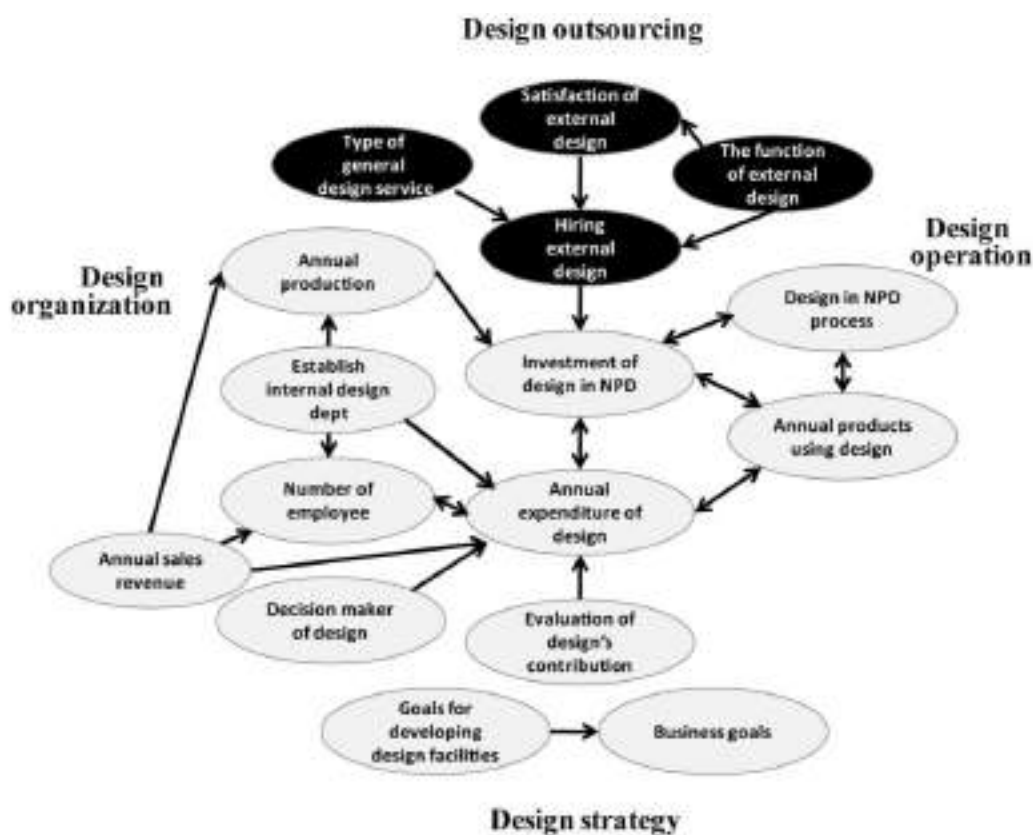 Design outsourcing
Satisfaction of
external
design
Type of
general
design service
The function
of external
design
Hiring
external
design
Design
operation
Design
organization
Annual
production
Design in NPD
process
Establish
internal design
dept
Investment of
design in NPD
Annual products
using design
Number of
employee
Annual
expenditure of
design
Annual sales
revenue
Decision maker
of design
Evaluation of
design's
contribution
Goals for
developing
design facilities
Business goals
Design strategy